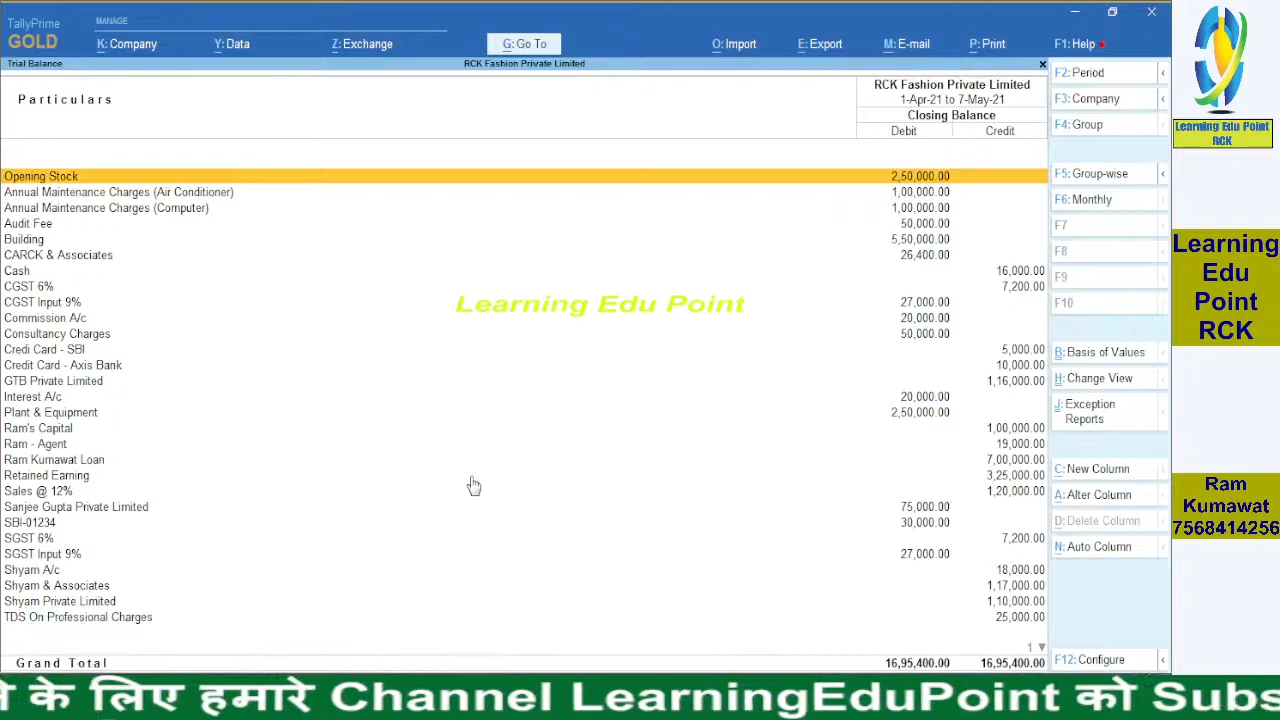 TallyPrime
GOLD
MANAGE
K: Company
Y: Data
Z: Exchange
G: Go To
O: Import
E: Export
M: E-mail
P: Print
F1: Help
Trial Balance
RCK Fashion Private Limited
Particulars
RCK Fashion Private Limited
1-Apr-21 to 7-May-21
Closing Balance
Debit Credit
Opening Stock 2,50,000.00
Annual Maintenance Charges (Air Conditioner) 1,00,000.00
Annual Maintenance Charges (Computer) 1,00,000.00
Audit Fee 50,000.00
Building 5,50,000.00
CARCK & Associates 26,400.00
Cash 16,000.00
CGST 6% 7,200.00
CGST Input 9% 27,000.00
Commission A/c 20,000.00
Consultancy Charges 50,000.00
Credi Card - SBI 5,000.00
Credit Card - Axis Bank 10,000.00
GTB Private Limited 1,16,000.00
Interest A/c 20,000.00
Plant & Equipment 2,50,000.00
Ram's Capital 1,00,000.00
Ram - Agent 19,000.00
Ram Kumawat Loan 7,00,000.00
Retained Earning 3,25,000.00
Sales @ 12% 1,20,000.00
Sanjee Gupta Private Limited 75,000.00
SBI-01234 30,000.00
SGST 6% 7,200.00
SGST Input 9% 27,000.00
Shyam A/c 18,000.00
Shyam & Associates 1,17,000.00
Shyam Private Limited 1,10,000.00
TDS On Professional Charges 25,000.00
1
Grand Total 16,95,400.00 16,95,400.00
Learning Edu Point
F2: Period
F3: Company
F4: Group
F5: Group-wise
F6: Monthly
F7
F8
F9
F10
B: Basis of Values
H: Change View
J: Exception
Reports
C: New Column
A: Alter Column
D: Delete Column
N: Auto Column
F12: Configure
Learning Edu Point
RCK
Learning
Edu
Point
RCK
Ram
Kumawat
7568414256
के लिए हमारे Channel LearningEduPoint को Subs